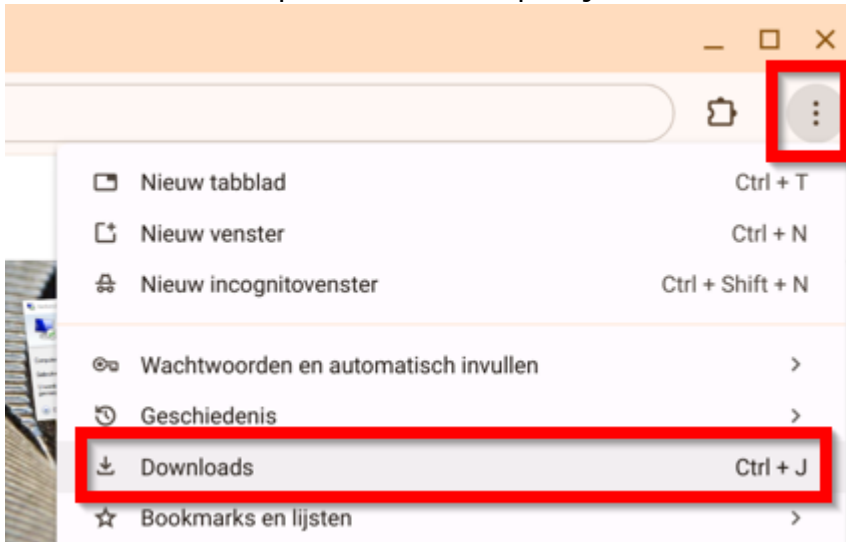 Nieuw tabblad Ctrl + T
Nieuw venster Ctrl + N
Nieuw incognitovenster Ctrl + Shift + N
Wachtwoorden en automatisch invullen
Geschiedenis
Downloads Ctrl + J
Bookmarks en lijsten